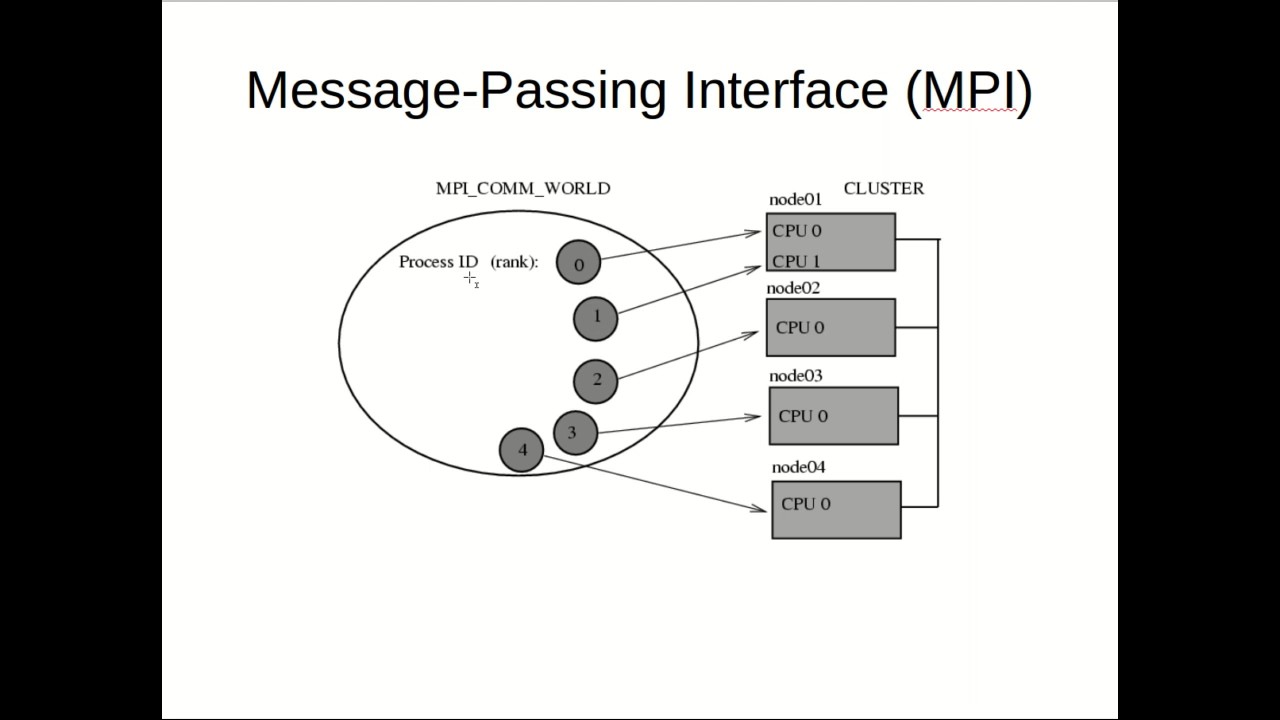 Message-Passing Interface (MPI)
MPI_COMM_WORLD
CLUSTER
Process ID (rank):
0
1
2
3
4
node01
CPU 0
CPU 1
node02
CPU 0
node03
CPU 0
node04
CPU 0